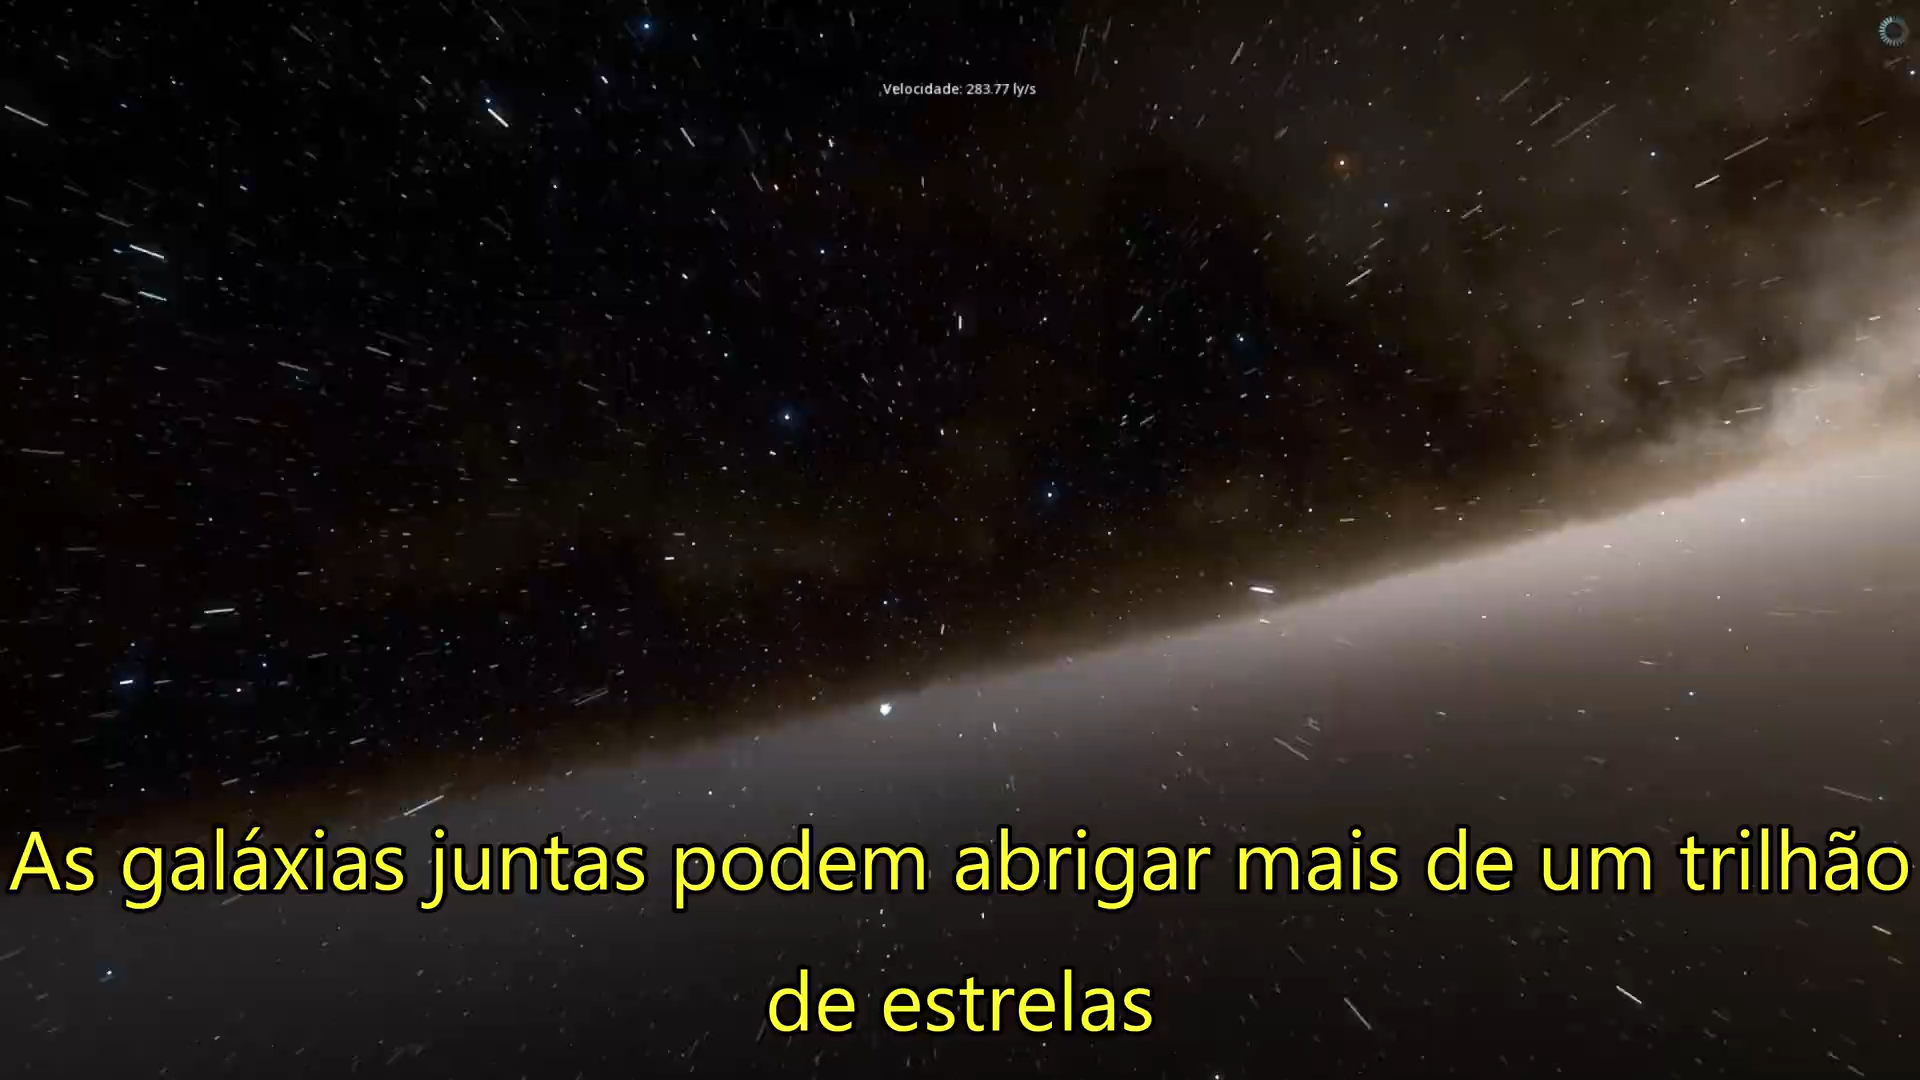 Velocidade: 283.77 ly/s
As galáxias juntas podem abrigar mais de um trilhão
de estrelas